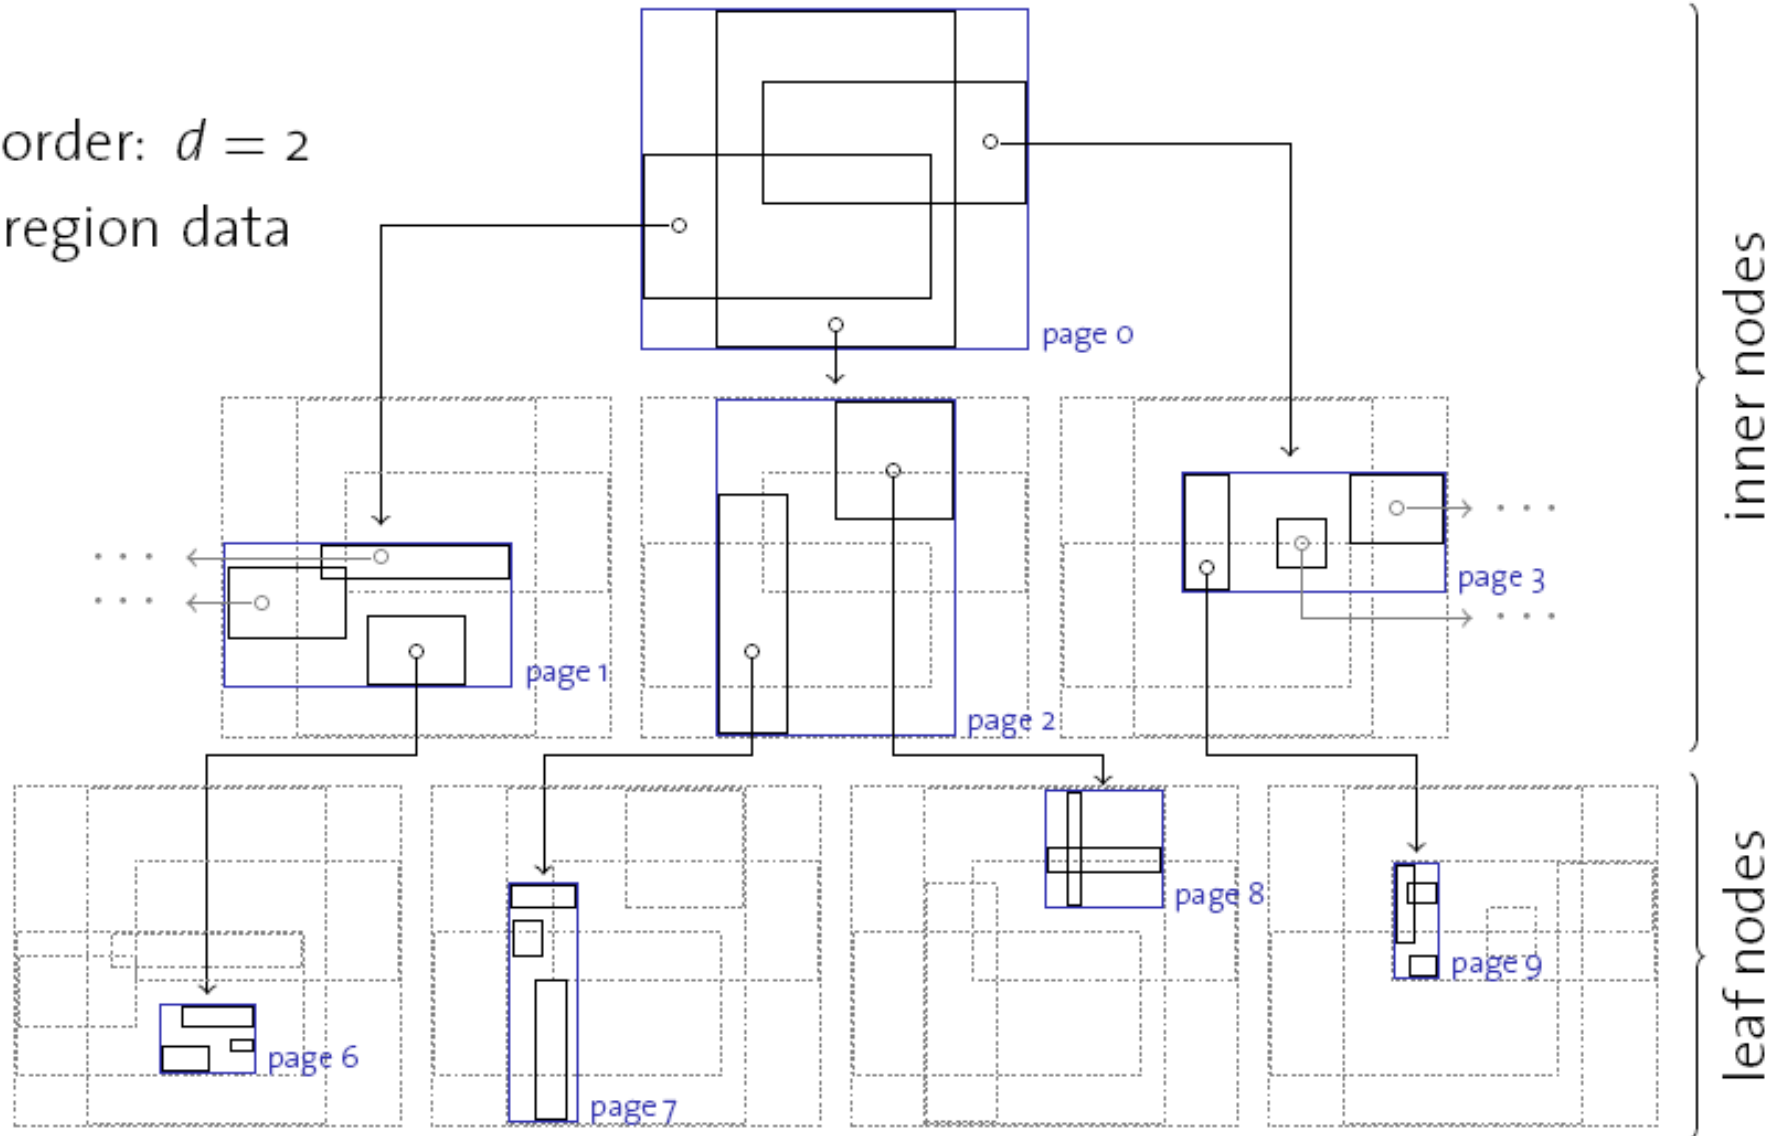 order: d = 2
region data
page 0
page 1
page 2
page 3
page 6
page 7
page 8
page 9
inner nodes
leaf nodes